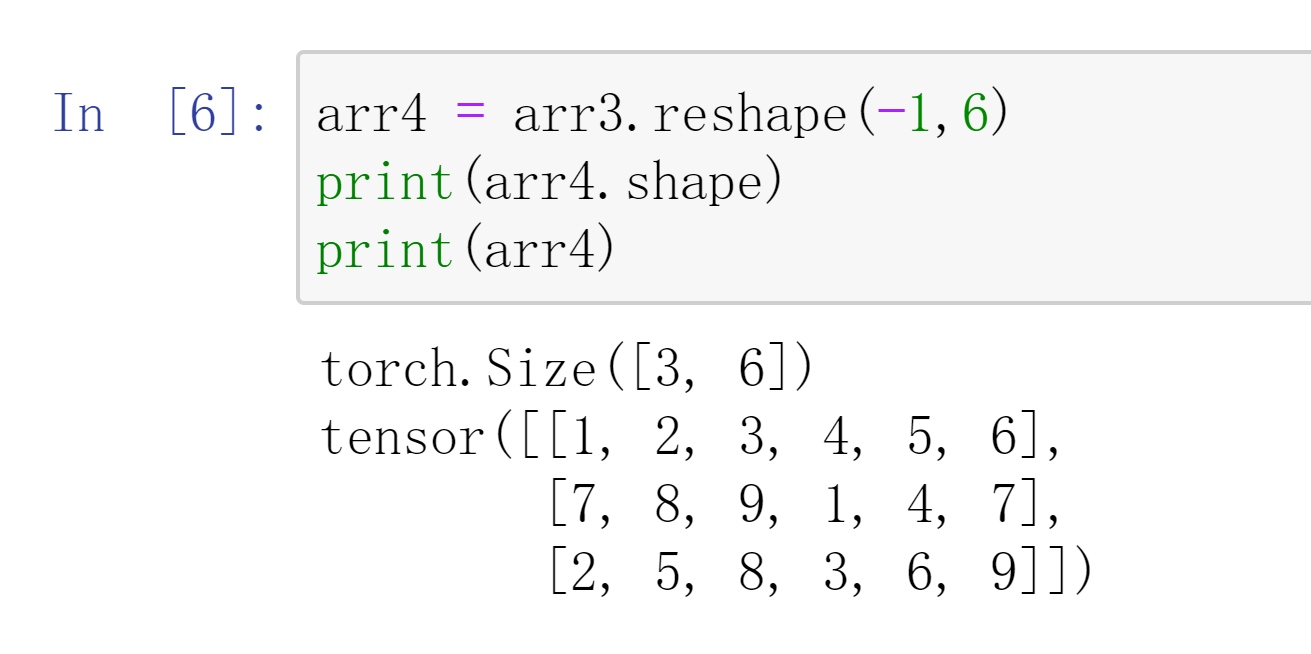 In [6]: arr4 = arr3.reshape(-1,6)
print(arr4.shape)
print(arr4)
torch.Size([3, 6])
tensor([[1, 2, 3, 4, 5, 6],
[7, 8, 9, 1, 4, 7],
[2, 5, 8, 3, 6, 9]])